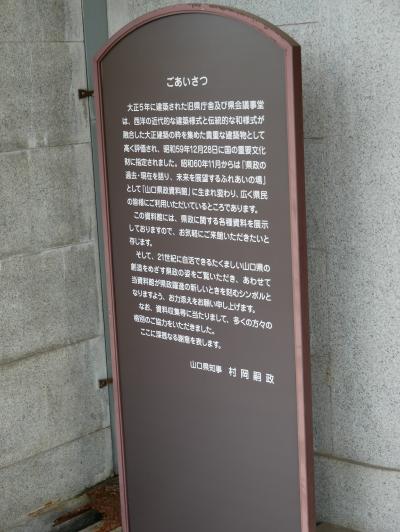 ごあいさつ
大正5年に建築された旧県庁舎及び県会議事堂
は、西洋の近代的な建築様式と伝統的な和様式が
融合した大正建築の粋を集めた貴重な建築物として
高く評価され、昭和59年12月28日に国の重要文化
財に指定されました。昭和60年11月からは「県政の
過去・現在を語り、未来を展望するふれあいの場」
として「山口県政資料館」に生まれ変わり、広く県民
の皆様にご利用いただいているところであります。
この資料館には、県政に関する各種資料を展示
しておりますので、お気軽にご来館いただきたいと
存じます。
そして、21世紀に自活できるたくましい山口県の
創造をめざす県政の姿をご覧いただき、あわせて
当資料館が県政躍進の新しいときを刻むシンボルと
なりますよう、お力添えをお願い申し上げます。
なお、資料収集等に当たりまして、多くの方々の
格別のご協力をいただきました。
ここに深甚なる謝意を表します。
山口県知事 村岡嗣政